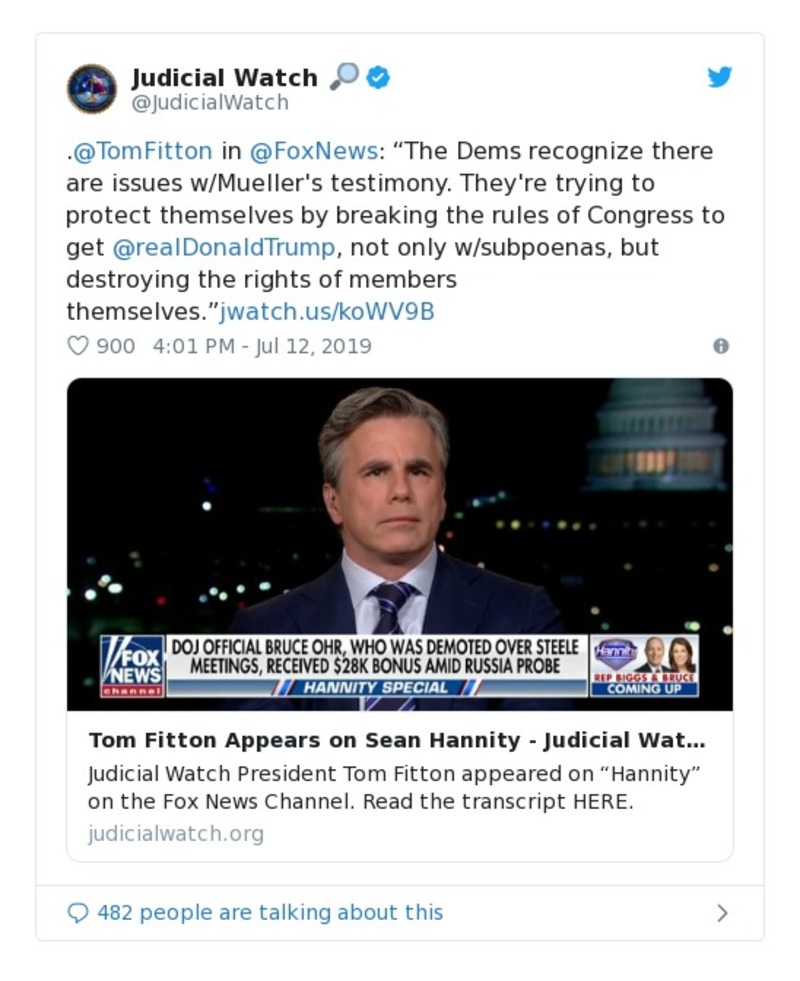 Judicial Watch
@JudicialWatch
.@TomFitton in @FoxNews: “The Dems recognize there
are issues w/Mueller's testimony. They're trying to
protect themselves by breaking the rules of Congress to
get @realDonaldTrump, not only w/subpoenas, but
destroying the rights of members
themselves.”jwatch.us/koWV9B
900 4:01 PM - Jul 12, 2019
FOX
NEWS
channel
DOJ OFFICIAL BRUCE OHR, WHO WAS DEMOTED OVER STEELE
MEETINGS, RECEIVED $28K BONUS AMID RUSSIA PROBE
HANNITY SPECIAL
Hannity
REP BIGGS & BRUCE
COMING UP
Tom Fitton Appears on Sean Hannity - Judicial Wat...
Judicial Watch President Tom Fitton appeared on “Hannity”
on the Fox News Channel. Read the transcript HERE.
judicialwatch.org
482 people are talking about this